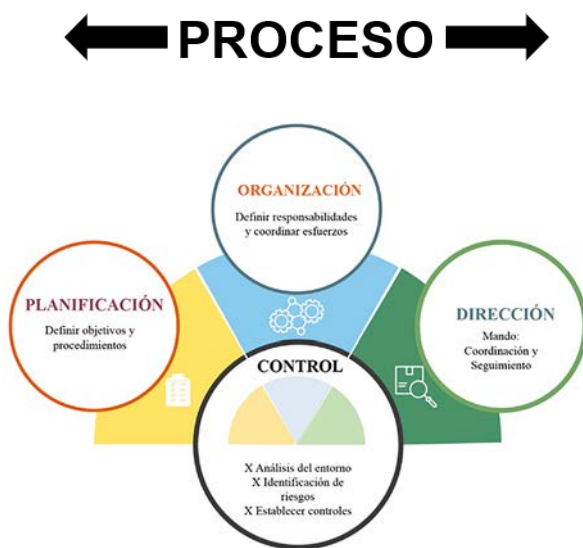 PROCESO
ORGANIZACIÓN
Definir responsabilidades
y coordinar esfuerzos
PLANIFICACIÓN
Definir objetivos y
procedimientos
DIRECCIÓN
Mando:
Coordinación y
Seguimiento
CONTROL
X Análisis del entorno
X Identificación de
riesgos
X Establecer controles